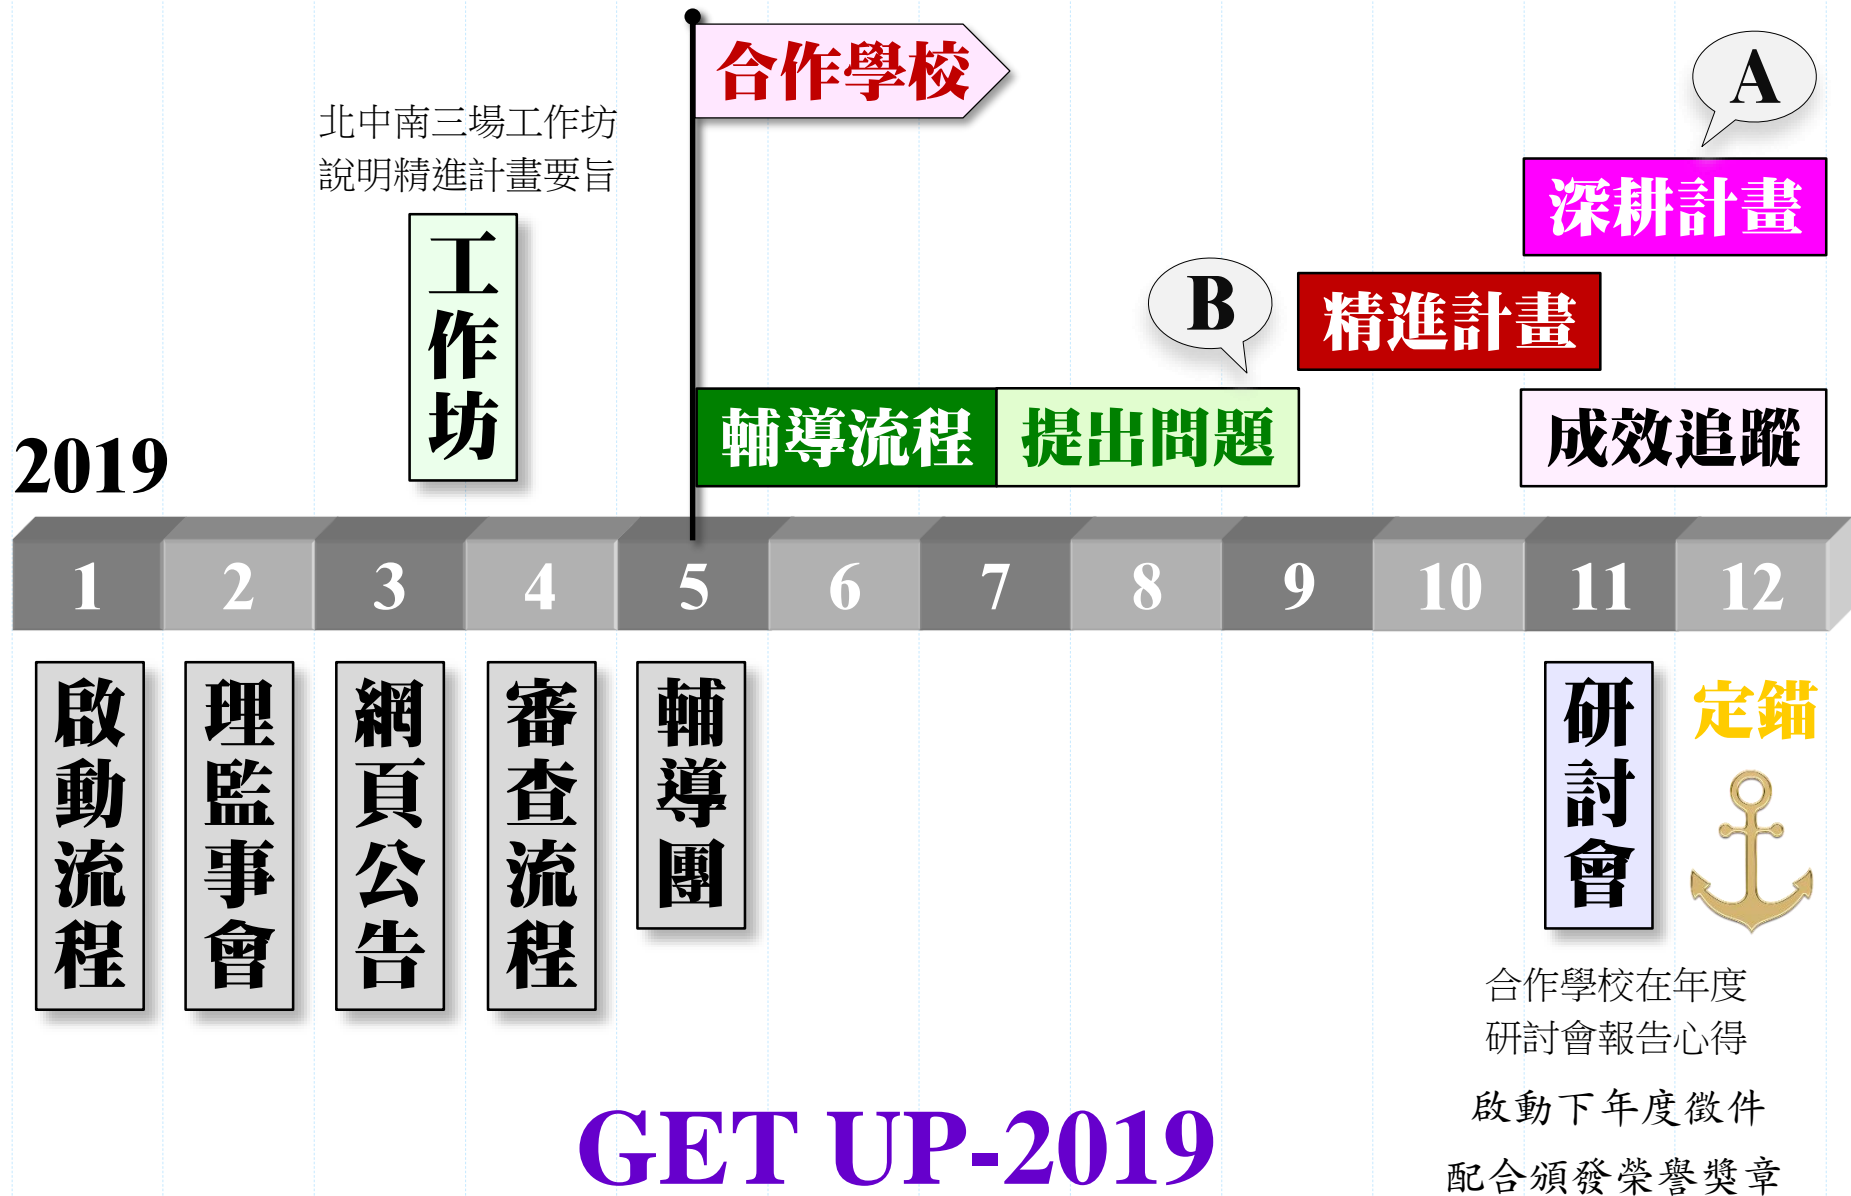 合作學校
A
北中南三場工作坊
說明精進計畫要旨
深耕計畫
工作坊
B
精進計畫
輔導流程
提出問題
成效追蹤
2019
1 2 3 4 5 6 7 8 9 10 11 12
啟動流程
理監事會
網頁公告
審查流程
輔導團
研討會
定錨
合作學校在年度
研討會報告心得
啟動下年度徵件
配合頒發榮譽獎章
GET UP-2019